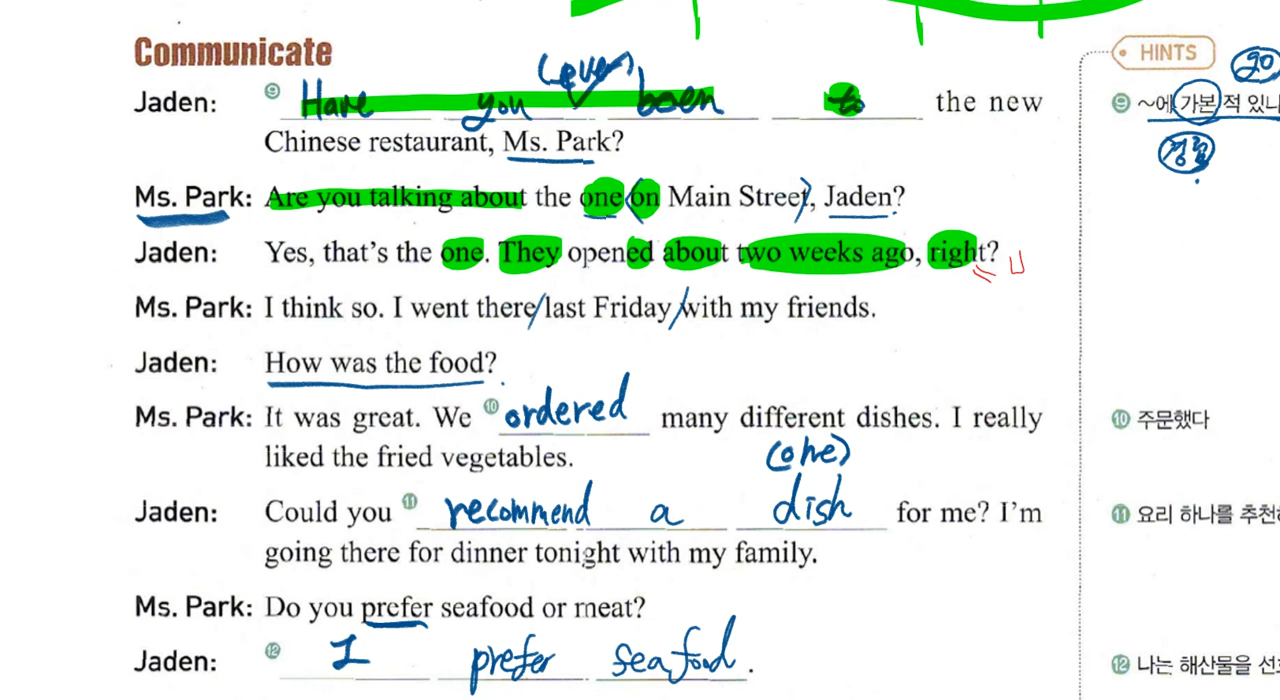 Communicate
HINTS
go
(ever)
Jaden: ⑨ Have you been to the new
⑨ ~에 가본 적 있니
Chinese restaurant, Ms. Park?
경험
Ms. Park: Are you talking about the one (on Main Street), Jaden?
Jaden: Yes, that's the one. They opened about two weeks ago, right?
Ms. Park: I think so. I went there/last Friday/with my friends.
Jaden: How was the food?
Ms. Park: It was great. We ⑩ ordered many different dishes. I really
⑩ 주문했다
liked the fried vegetables.
(one)
Jaden: Could you ⑪ recommend a dish for me? I'm
⑪ 요리 하나를 추천
going there for dinner tonight with my family.
Ms. Park: Do you prefer seafood or meat?
Jaden: ⑫ I prefer seafood.
⑫ 나는 해산물을 선